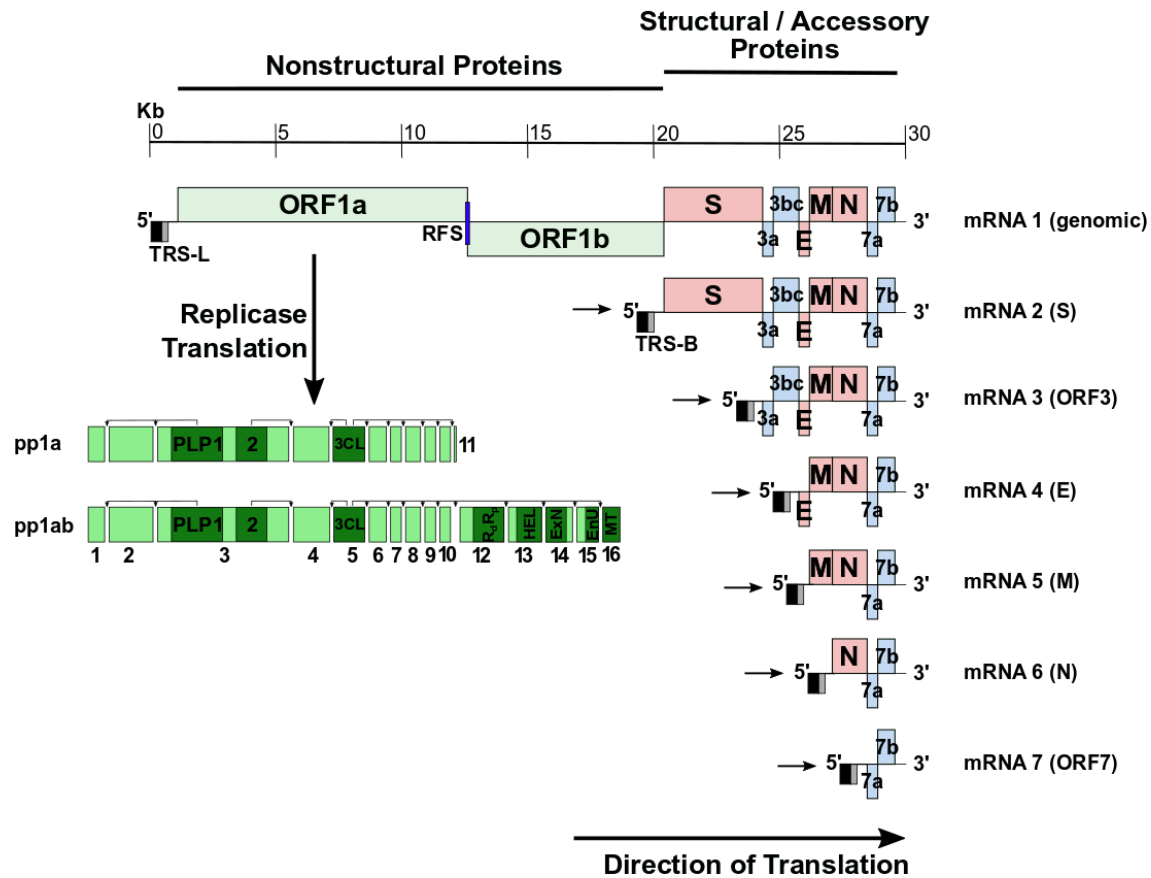 Structural / Accessory
Proteins
Nonstructural Proteins
Kb
0 5 10 15 20 25 30
5' ORF1a S 3bc M N 7b 3' mRNA 1 (genomic)
RFS ORF1b 3a E 7a
TRS-L
Replicase
Translation
5' S 3bc M N 7b 3' mRNA 2 (S)
TRS-B 3a E 7a
5' 3bc M N 7b 3' mRNA 3 (ORF3)
3a E 7a
pp1a PLP1 2 3CL 11
5' M N 7b 3' mRNA 4 (E)
E 7a
pp1ab PLP1 2 3CL RdRp HEL ExN EnU MT
1 2 3 4 5 6 7 8 9 10 12 13 14 15 16
5' M N 7b 3' mRNA 5 (M)
7a
5' N 7b 3' mRNA 6 (N)
7a
5' 7b 3' mRNA 7 (ORF7)
7a
Direction of Translation